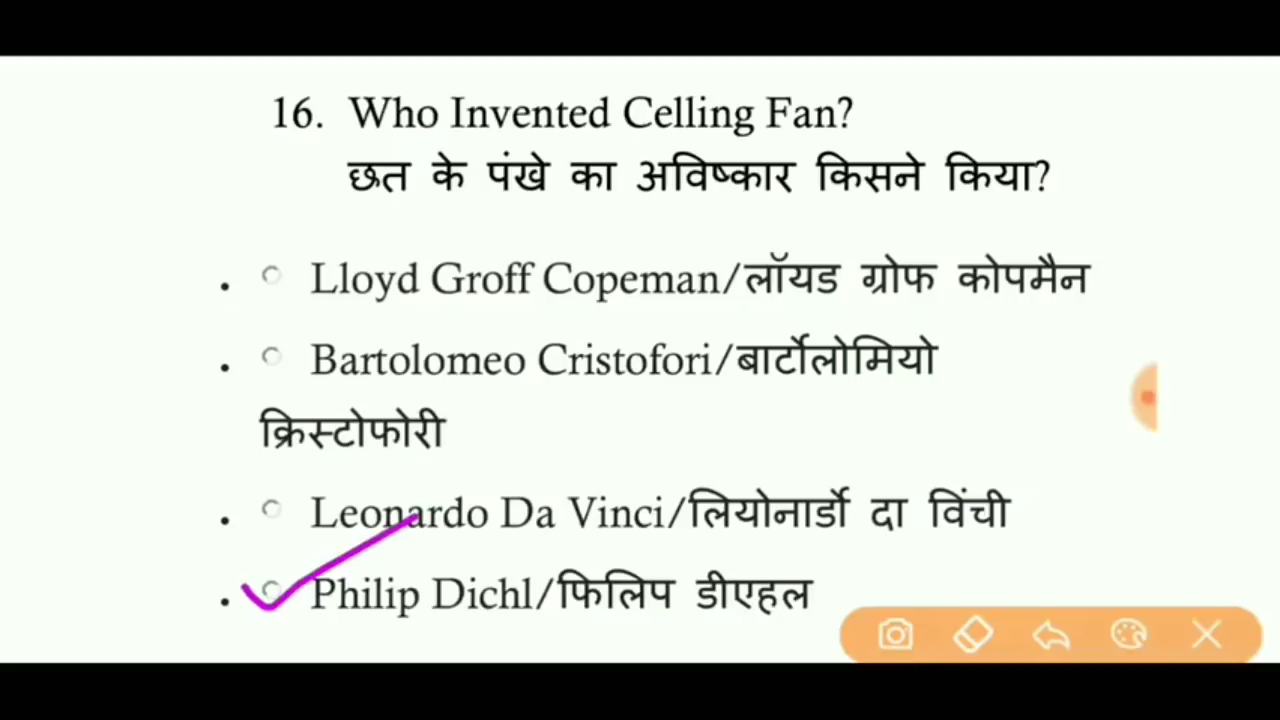 16. Who Invented Celling Fan?
छत के पंखे का अविष्कार किसने किया?
. Lloyd Groff Copeman/लॉयड ग्रोफ कोपमैन
. Bartolomeo Cristofori/बार्टोलोमियो
क्रिस्टोफोरी
. Leonardo Da Vinci/लियोनार्डो दा विंची
. Philip Dichl/फिलिप डीएहल